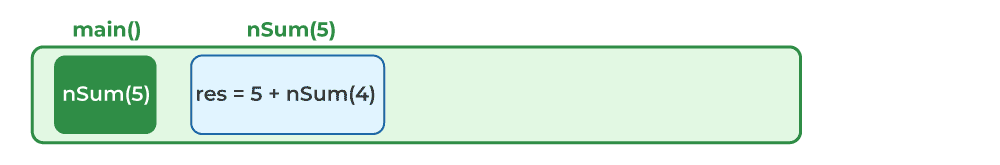 main() nSum(5)
nSum(5) res = 5 + nSum(4)